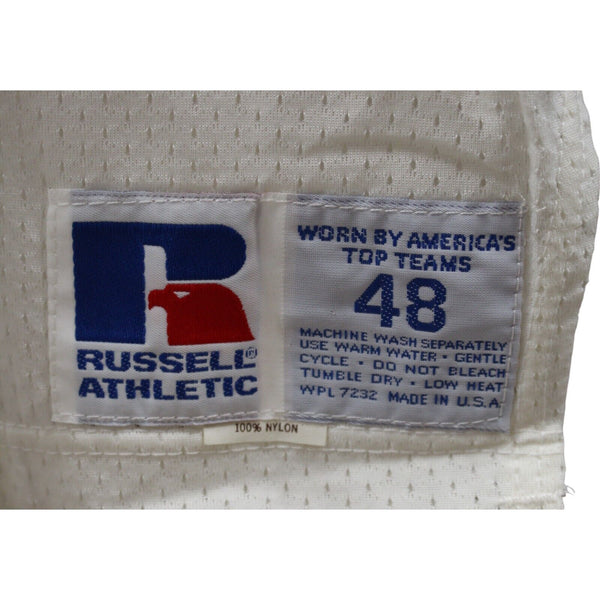 RUSSELL®
ATHLETIC
WORN BY AMERICA'S
TOP TEAMS
48
MACHINE WASH SEPARATELY
USE WARM WATER · GENTLE
CYCLE · DO NOT BLEACH
TUMBLE DRY · LOW HEAT
WPL 7232 MADE IN U.S.A.
100% NYLON